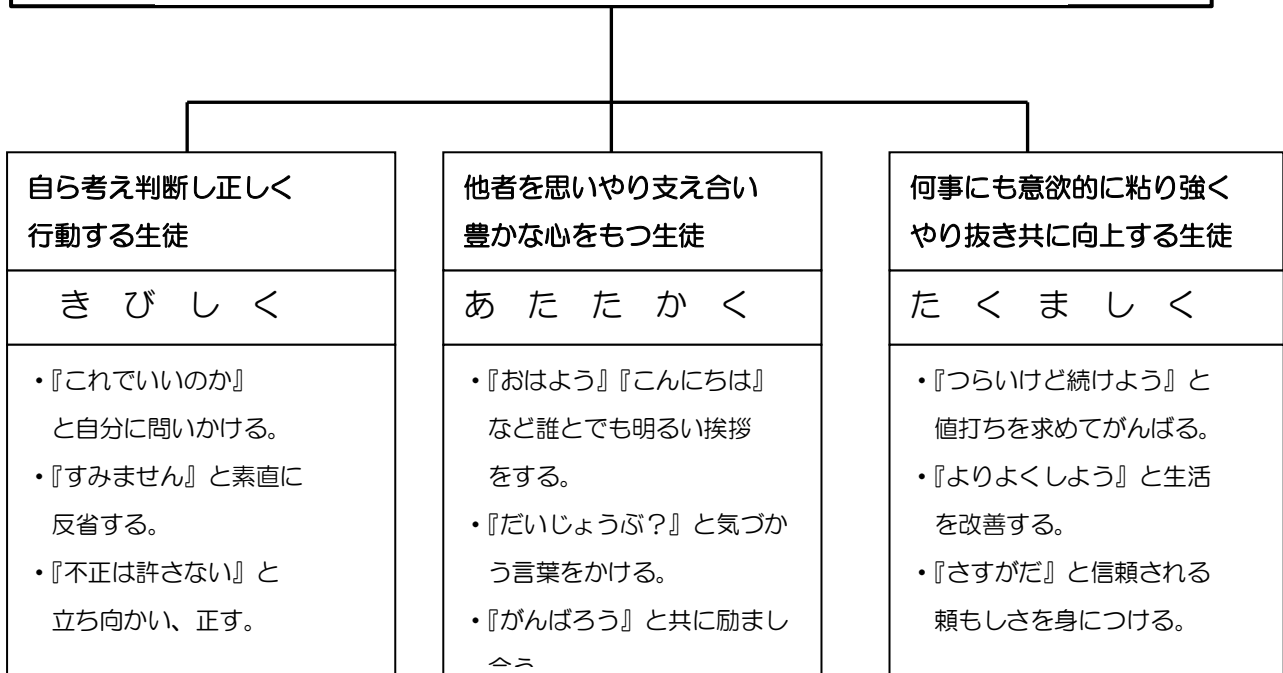 自ら考え判断し正しく
行動する生徒
きびしく
・『これでいいのか』
と自分に問いかける。
・『すみません』と素直に
反省する。
・『不正は許さない』と
立ち向かい、正す。
他者を思いやり支え合い
豊かな心をもつ生徒
あたたかく
・『おはよう』『こんにちは』
など誰とでも明るい挨拶
をする。
・『だいじょうぶ?』と気づか
う言葉をかける。
・『がんばろう』と共に励まし
何事にも意欲的に粘り強く
やり抜き共に向上する生徒
たくましく
・『つらいけど続けよう』と
値打ちを求めてがんばる。
・『よりよくしよう』と生活
を改善する。
・『さすがだ』と信頼される
頼もしさを身につける。